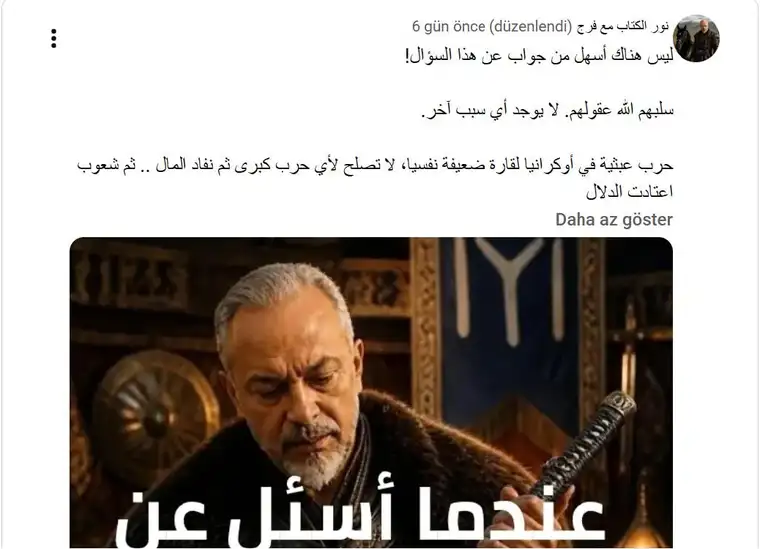 نور الكتاب مع فرج 6 gün önce (düzenlendi)
ليس هناك أسهل من جواب عن هذا السؤال!
سلبهم الله عقولهم. لا يوجد أي سبب آخر.
حرب عبثية في أوكرانيا لقارة ضعيفة نفسيا، لا تصلح لأي حرب كبرى ثم نفاد المال .. ثم شعوب
اعتادت الدلال
Daha az göster
عندما أسئل عن